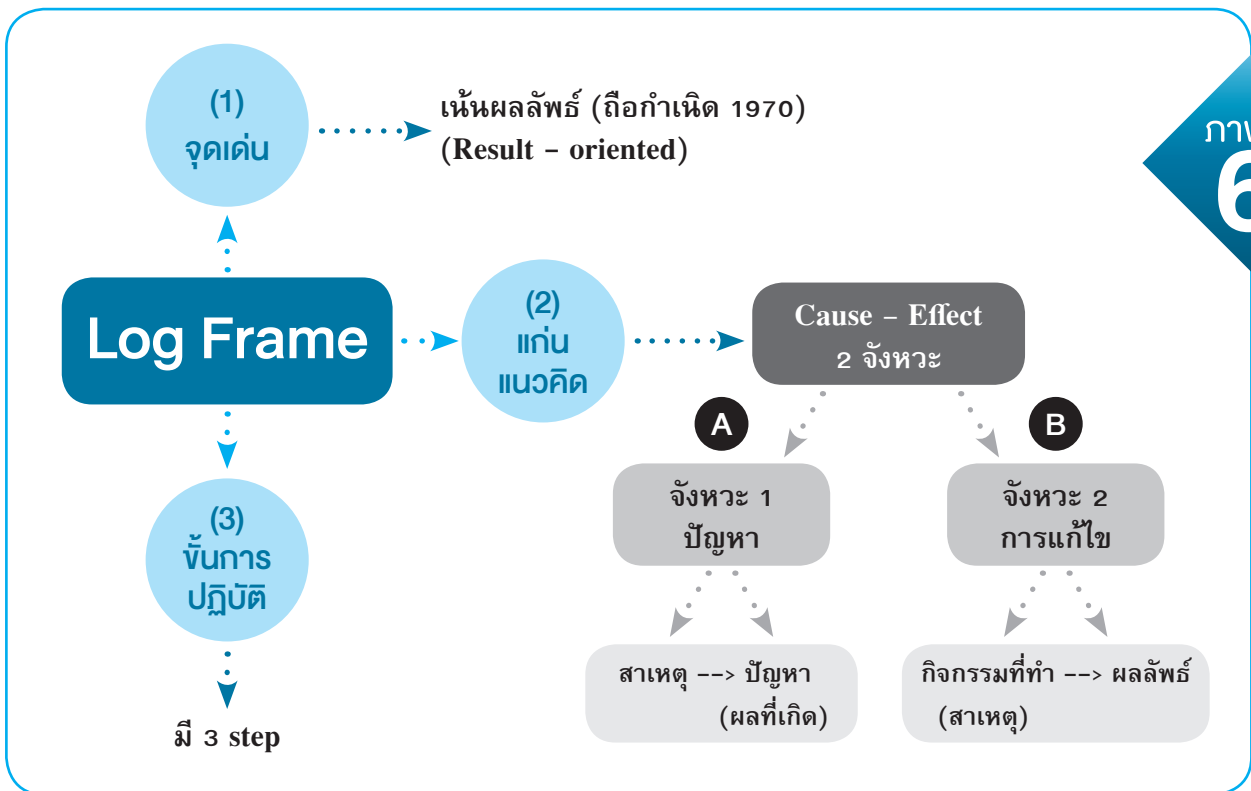 (1)
จุดเด่น
เน้นผลลัพธ์ (ถือกำเนิด 1970)
(Result – oriented)
6
Log Frame
(2)
แก่น
แนวคิด
Cause – Effect
2 จังหวะ
A
B
จังหวะ 1
ปัญหา
จังหวะ 2
การแก้ไข
(3)
ขั้นการ
ปฏิบัติ
สาเหตุ --> ปัญหา
(ผลที่เกิด)
กิจกรรมที่ทำ --> ผลลัพธ์
(สาเหตุ)
มี 3 step